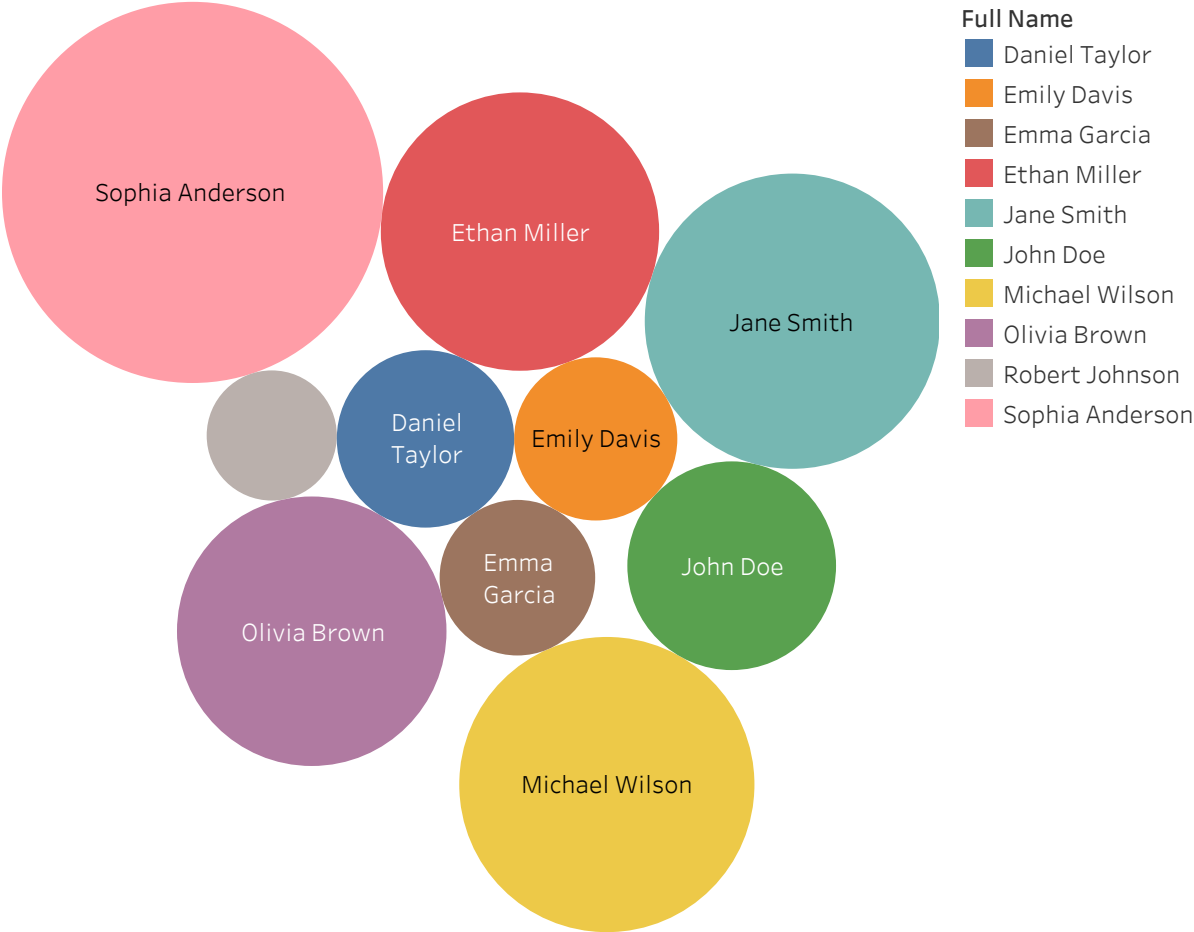 Sophia Anderson
Ethan Miller
Jane Smith
Daniel
Taylor
Emily Davis
Emma
Garcia
John Doe
Olivia Brown
Michael Wilson
Full Name
Daniel Taylor
Emily Davis
Emma Garcia
Ethan Miller
Jane Smith
John Doe
Michael Wilson
Olivia Brown
Robert Johnson
Sophia Anderson